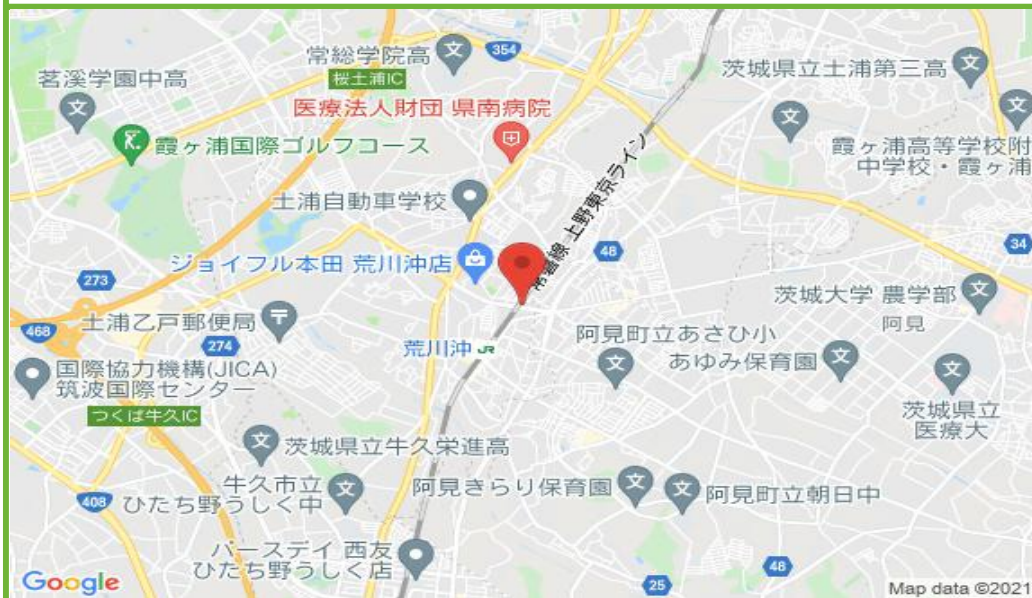 354
常総学院高
桜土浦IC
茗溪学園中高
茨城県立土浦第三高
医療法人財団 県南病院
霞ヶ浦国際ゴルフコース
霞ヶ浦高等学校附
中学校・霞ヶ浦
土浦自動車学校
常磐線 上野東京ライン
48
34
ジョイフル本田 荒川沖店
273
茨城大学 農学部
468
土浦乙戸郵便局
阿見
274
荒川沖 JR
阿見町立あさひ小
国際協力機構(JICA)
筑波国際センター
あゆみ保育園
つくば牛久IC
茨城県立
医療大
茨城県立牛久栄進高
牛久市立
ひたち野うしく中
阿見きらり保育園
阿見町立朝日中
408
バースデイ 西友
ひたち野うしく店
48
25
Google
Map data ©2021